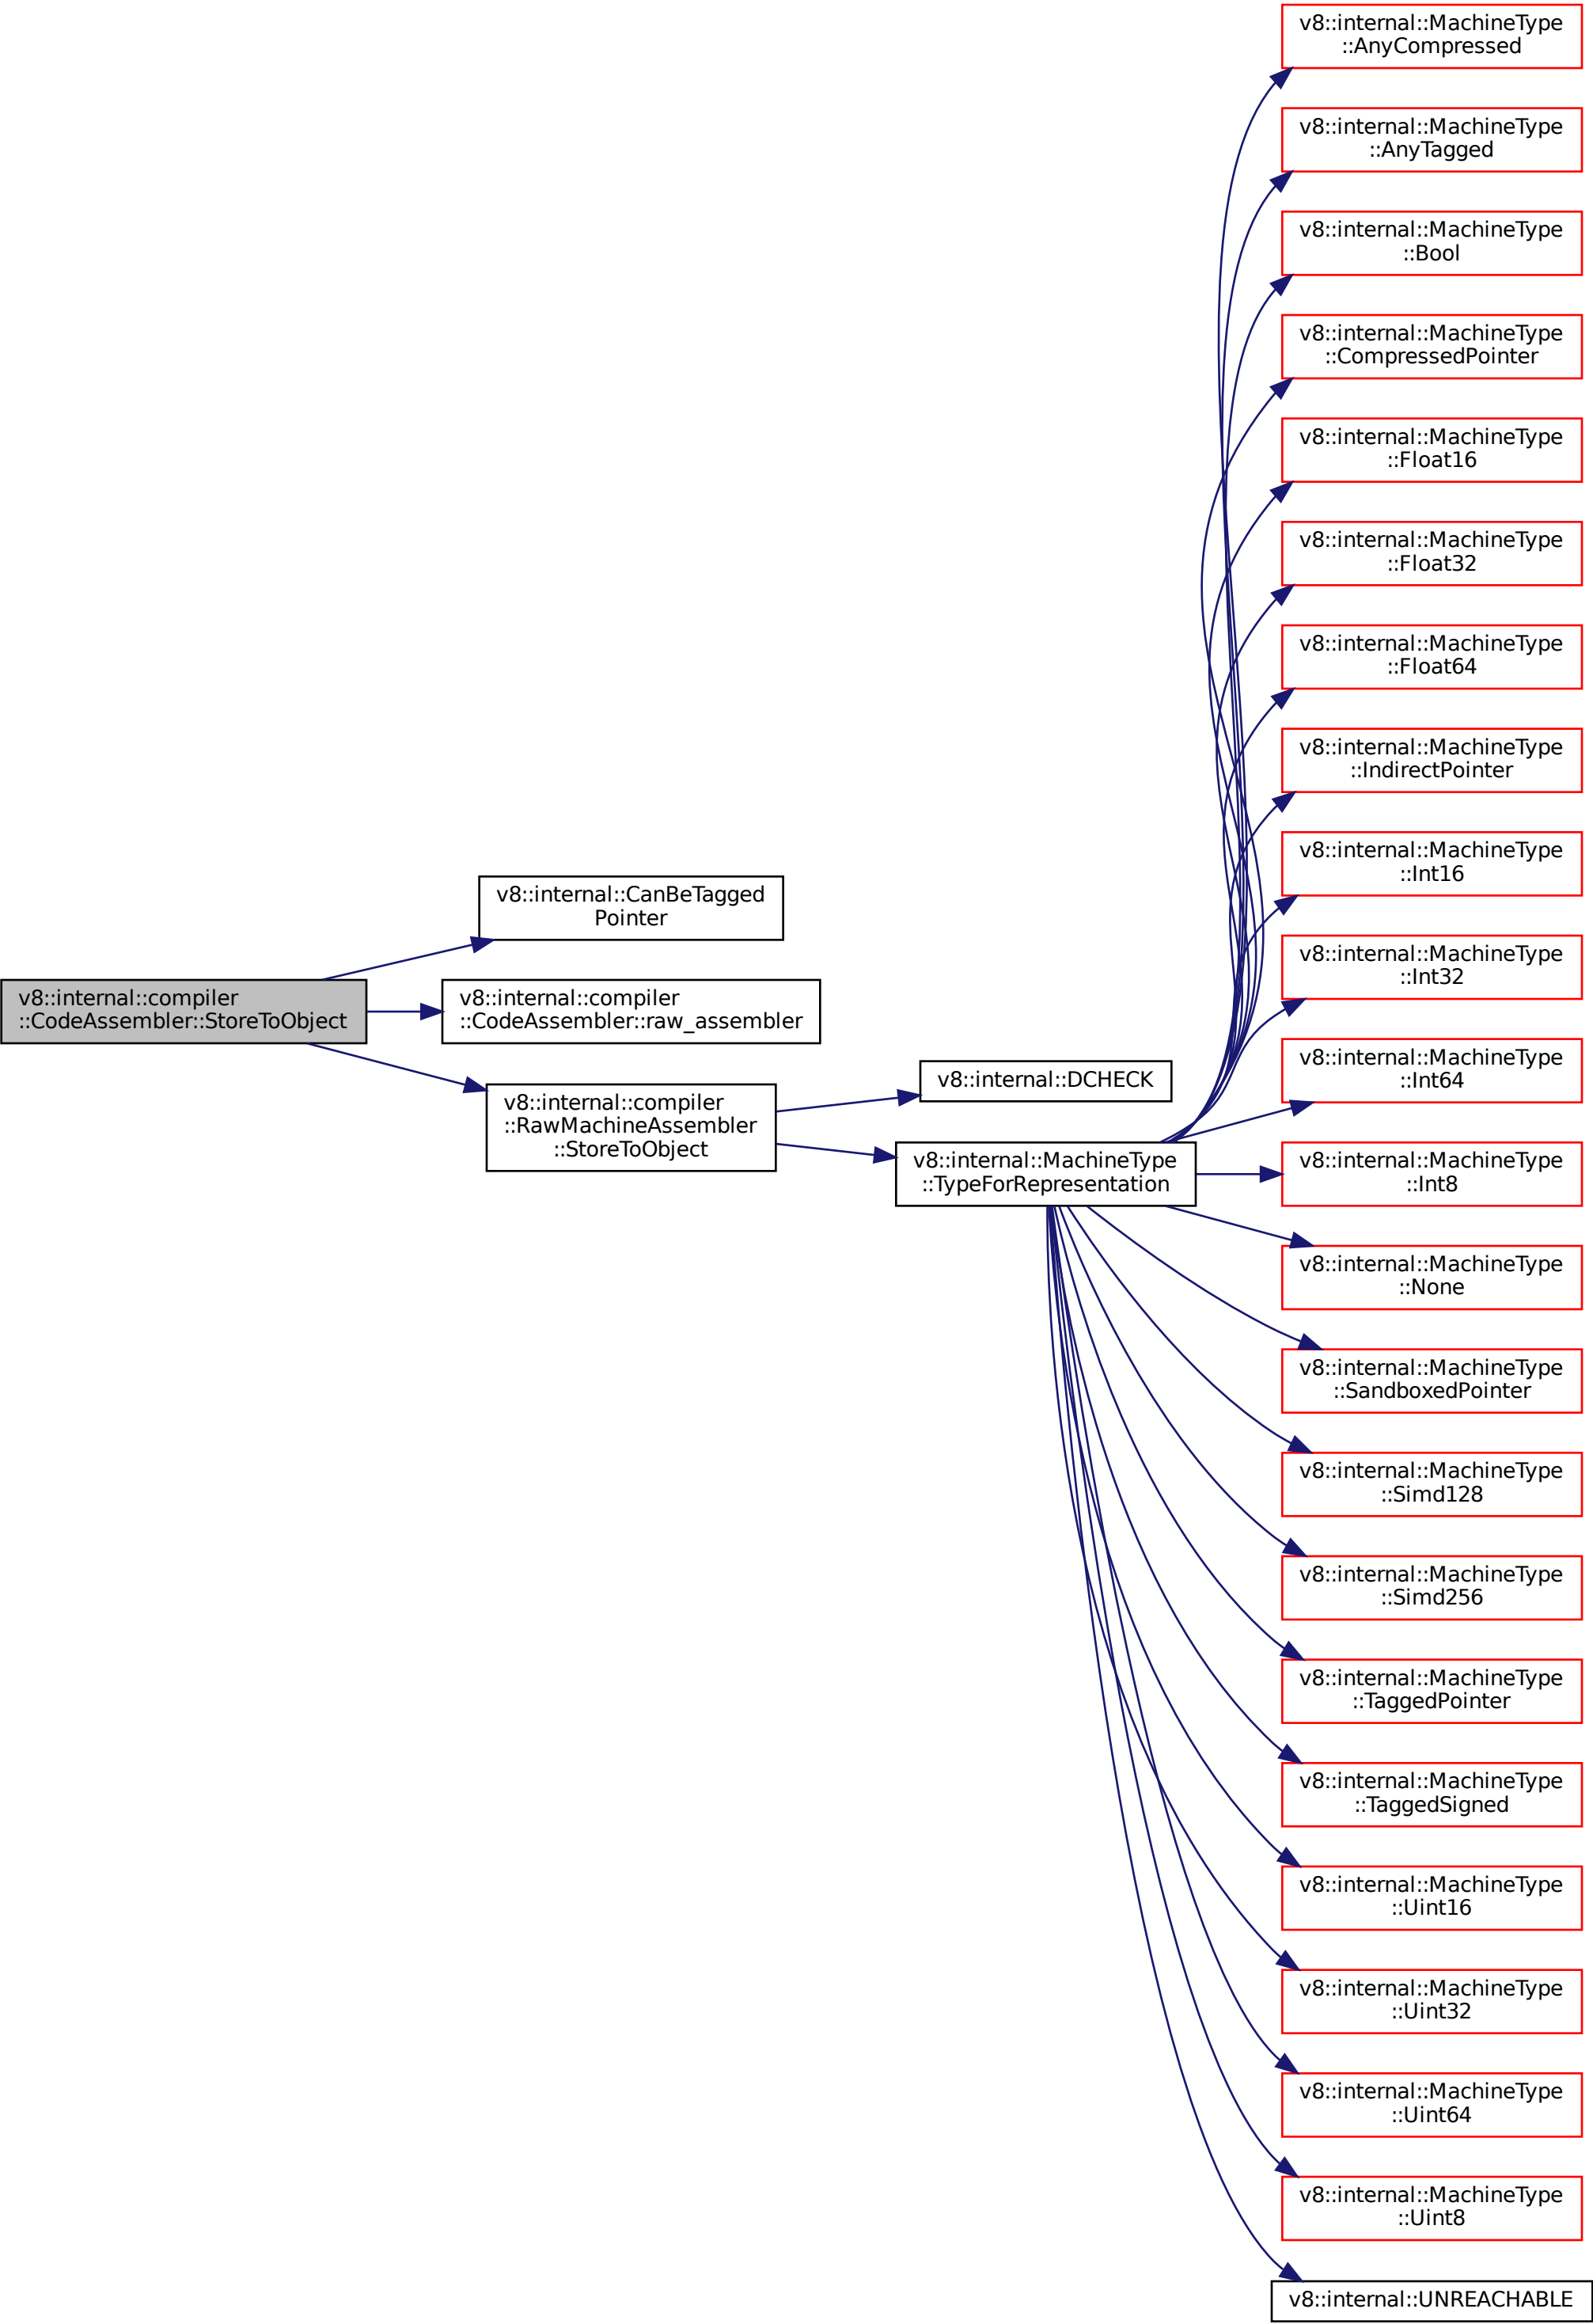 v8::internal::MachineType
::AnyCompressed
v8::internal::MachineType
::AnyTagged
v8::internal::MachineType
::Bool
v8::internal::MachineType
::CompressedPointer
v8::internal::MachineType
::Float16
v8::internal::MachineType
::Float32
v8::internal::MachineType
::Float64
v8::internal::MachineType
::IndirectPointer
v8::internal::MachineType
::Int16
v8::internal::CanBeTagged
Pointer
v8::internal::compiler
::CodeAssembler::StoreToObject
v8::internal::compiler
::CodeAssembler::raw_assembler
v8::internal::compiler
::RawMachineAssembler
::StoreToObject
v8::internal::DCHECK
v8::internal::MachineType
::TypeForRepresentation
v8::internal::MachineType
::Int32
v8::internal::MachineType
::Int64
v8::internal::MachineType
::Int8
v8::internal::MachineType
::None
v8::internal::MachineType
::SandboxedPointer
v8::internal::MachineType
::Simd128
v8::internal::MachineType
::Simd256
v8::internal::MachineType
::TaggedPointer
v8::internal::MachineType
::TaggedSigned
v8::internal::MachineType
::Uint16
v8::internal::MachineType
::Uint32
v8::internal::MachineType
::Uint64
v8::internal::MachineType
::Uint8
v8::internal::UNREACHABLE